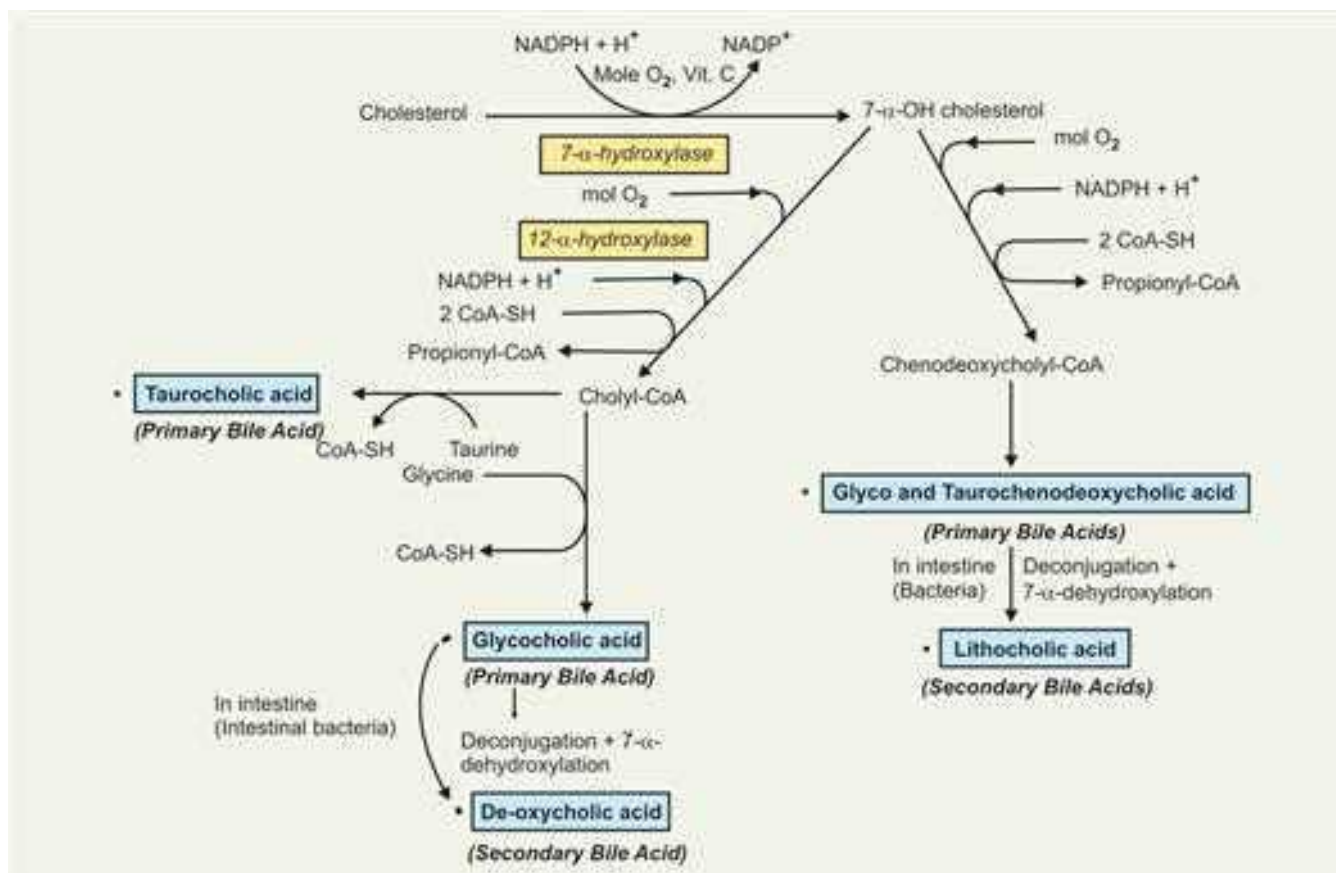 NADPH + H⁺ NADP⁺
Mole O₂, Vit. C
Cholesterol
7-α-OH cholesterol
7-α-hydroxylase
mol O₂
12-α-hydroxylase
NADPH + H⁺
2 CoA-SH
Propionyl-CoA
Cholyl-CoA
mol O₂
NADPH + H⁺
2 CoA-SH
Propionyl-CoA
Chenodeoxycholyl-CoA
• Taurocholic acid
(Primary Bile Acid)
CoA-SH
Taurine
Glycine
CoA-SH
• Glyco and Taurochenodeoxycholic acid
(Primary Bile Acids)
In intestine
(Bacteria)
Deconjugation +
7-α-dehydroxylation
• Lithocholic acid
(Secondary Bile Acids)
• Glycocholic acid
(Primary Bile Acid)
In intestine
(Intestinal bacteria)
Deconjugation + 7-α-
dehydroxylation
• De-oxycholic acid
(Secondary Bile Acid)